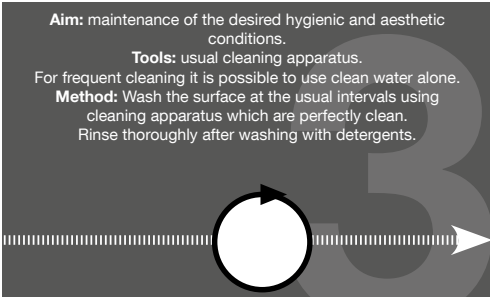 Aim: maintenance of the desired hygienic and aesthetic
conditions.
Tools: usual cleaning apparatus.
For frequent cleaning it is possible to use clean water alone.
Method: Wash the surface at the usual intervals using
cleaning apparatus which are perfectly clean.
Rinse thoroughly after washing with detergents.
3